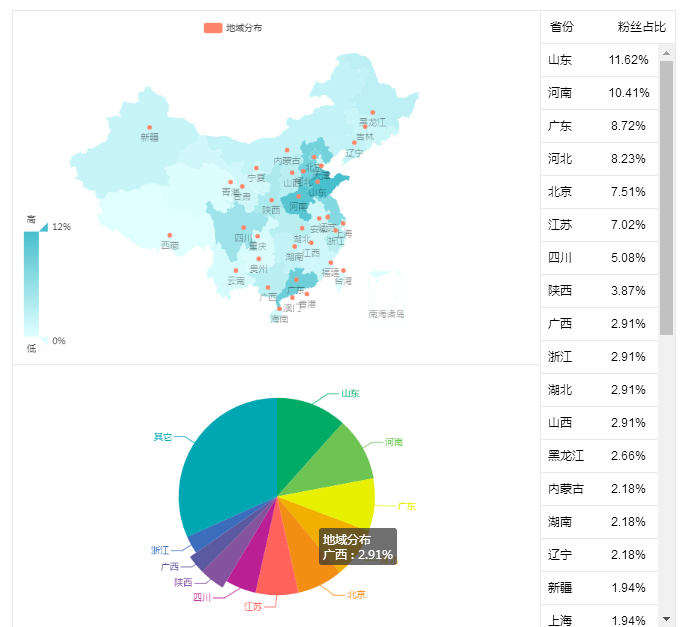 地域分布
黑龙江
吉林
新疆
辽宁
内蒙古
北京
天津
宁夏
山西
河北
山东
青海
甘肃
陕西
河南
高
12%
四川
安徽
江苏
上海
西藏
重庆
湖北
浙江
湖南
江西
贵州
云南
福建
台湾
广西
广东
澳门
香港
海南
南海诸岛
0%
低
山东
其它
河南
广东
地域分布
广西 : 2.91%
浙江
广西
陕西
四川
北京
江苏
省份 粉丝占比
山东 11.62%
河南 10.41%
广东 8.72%
河北 8.23%
北京 7.51%
江苏 7.02%
四川 5.08%
陕西 3.87%
广西 2.91%
浙江 2.91%
湖北 2.91%
山西 2.91%
黑龙江 2.66%
内蒙古 2.18%
湖南 2.18%
辽宁 2.18%
新疆 1.94%
上海 1.94%